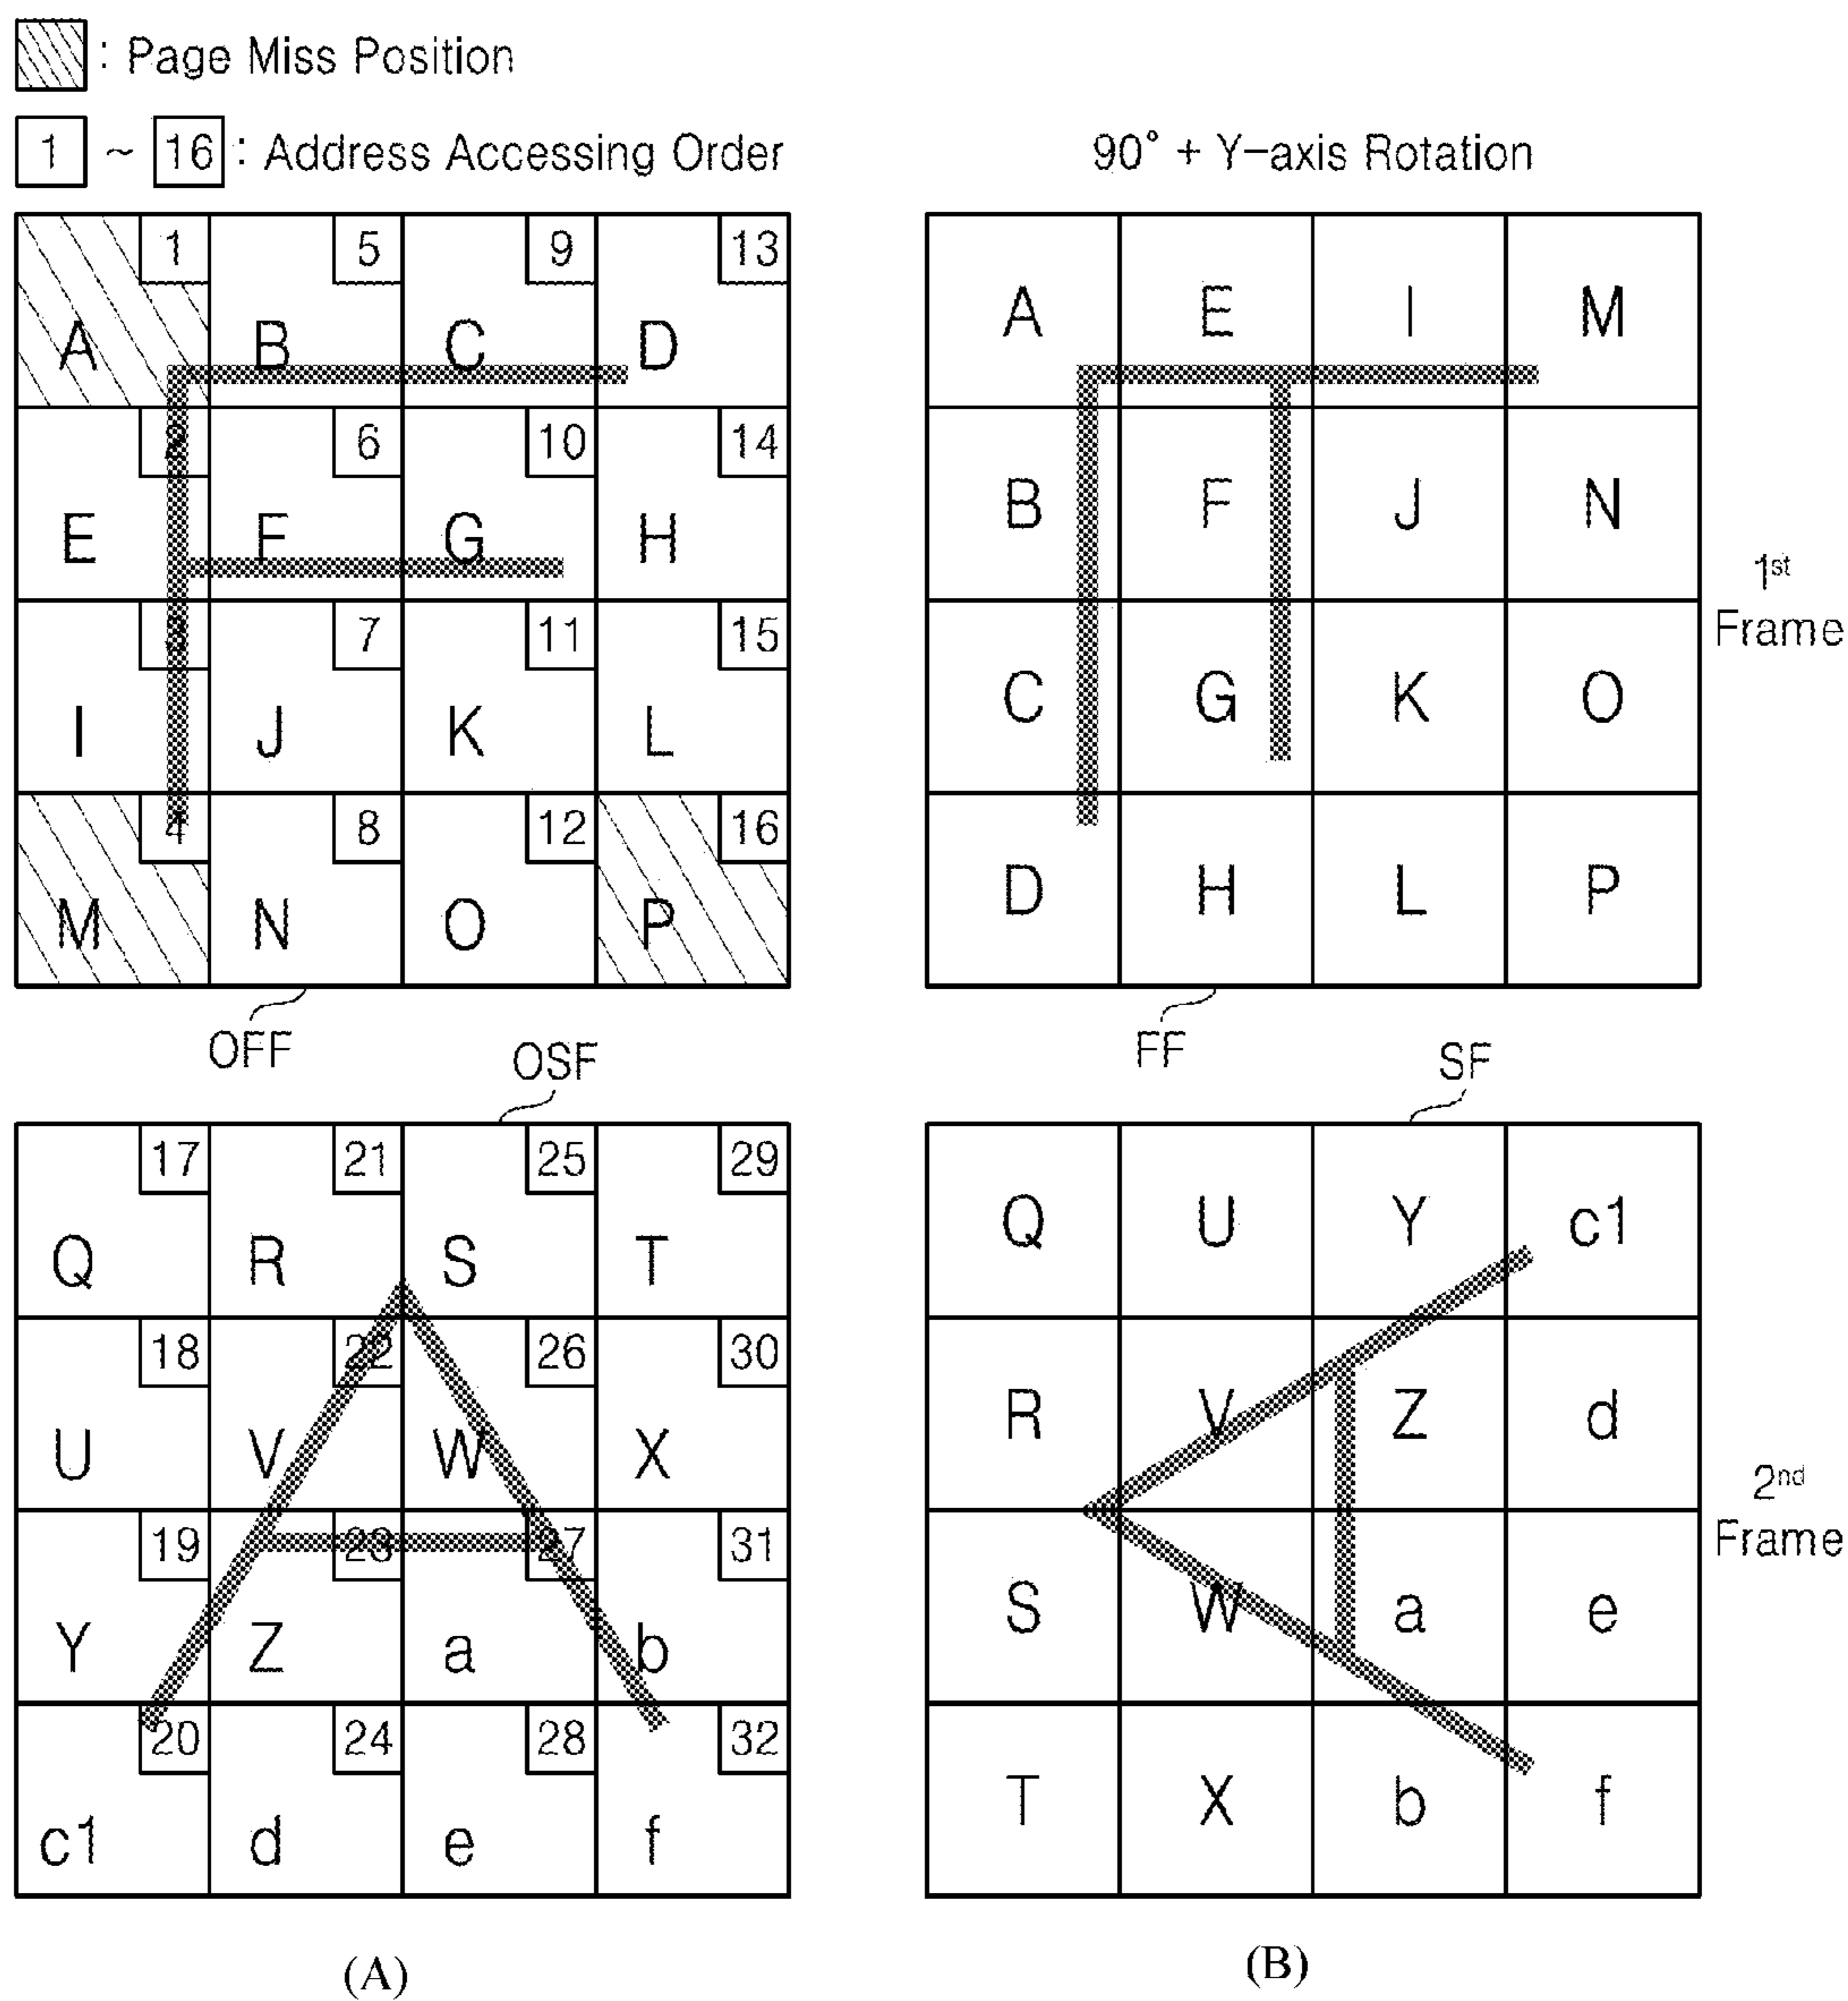 : Page Miss Position
1 ~ 16 : Address Accessing Order
90° + Y-axis Rotation
1 5 9 13
A B C D
2 6 10 14
E F G H
3 7 11 15
I J K L
4 8 12 16
M N O P
OFF
A E I M
B F J N
C G K O
D H L P
FF
1st
Frame
OSF
17 21 25 29
Q R S T
18 22 26 30
U V W X
19 23 27 31
Y Z a b
20 24 28 32
c1 d e f
(A)
SF
Q U Y c1
R V Z d
S W a e
T X b f
2nd
Frame
(B)